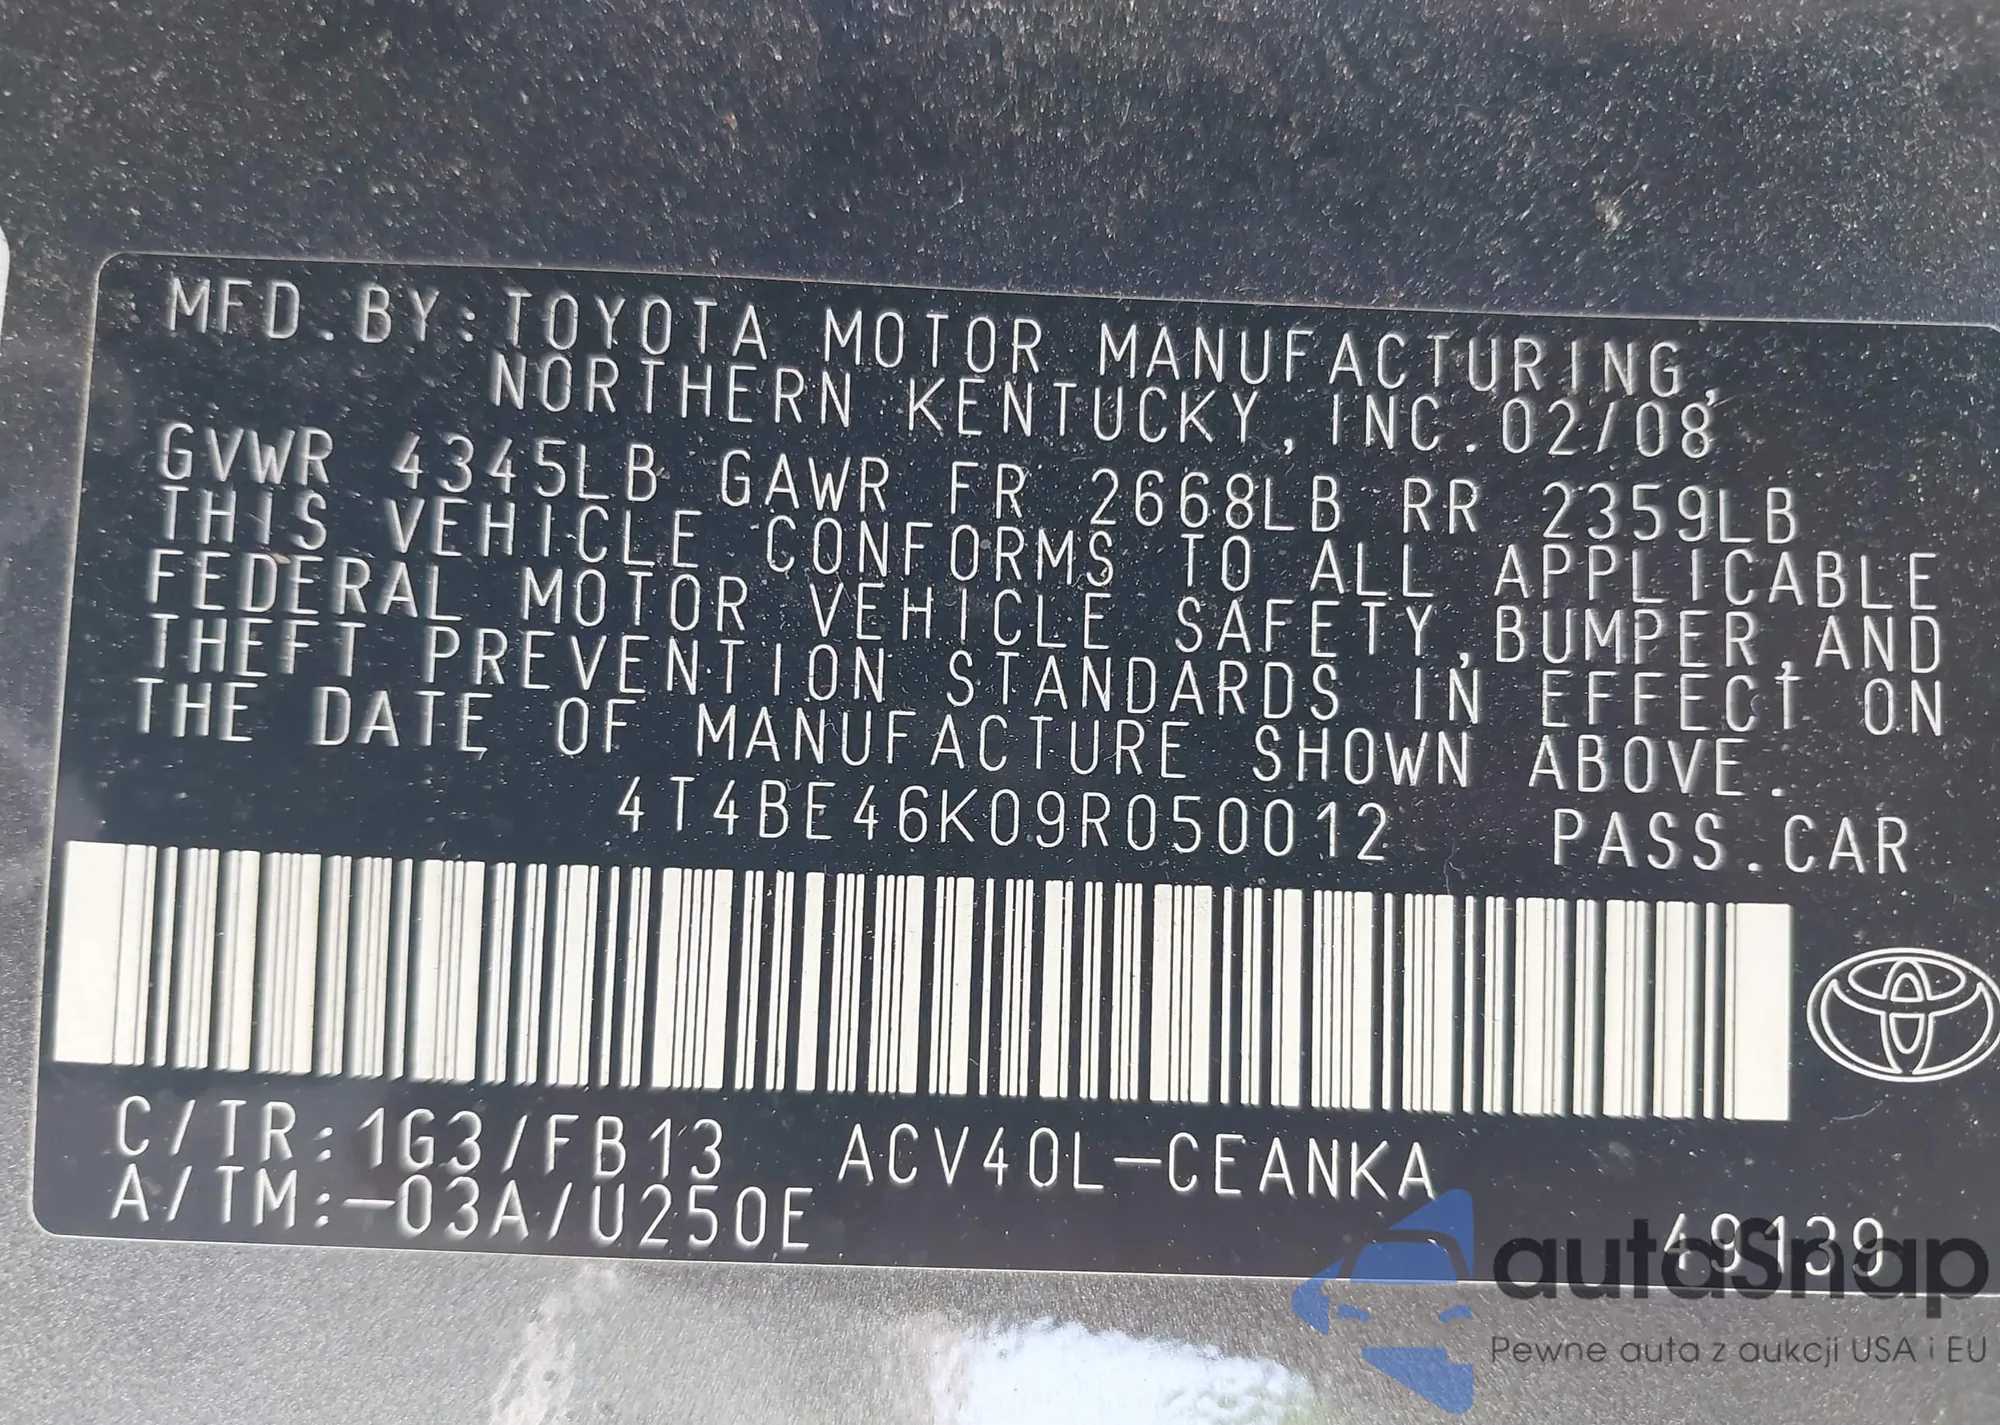 MFD.BY:TOYOTA MOTOR MANUFACTURING,
NORTHERN KENTUCKY, INC.02/08
GVWR 4345LB GAWR FR 2668LB RR 2359LB
THIS VEHICLE CONFORMS TO ALL APPLICABLE
FEDERAL MOTOR VEHICLE SAFETY,BUMPER,AND
THEFT PREVENTION STANDARDS IN EFFECT ON
THE DATE OF MANUFACTURE SHOWN ABOVE.
4T4BE46K09R050012 PASS.CAR
C/TR:1G3/FB13 ACV40L-CEANKA
A/TM:-03A/U250E
49139
autaSnap
Pewne auta z aukcji USA i EU